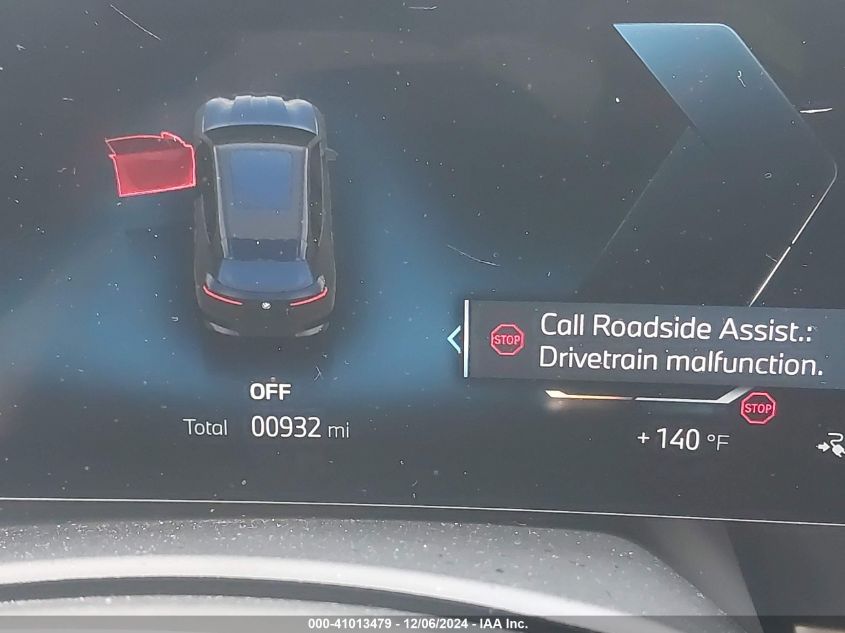 STOP
Call Roadside Assist.:
Drivetrain malfunction.
OFF
STOP
Total 00932 mi
+140 °F
000-41013479 - 12/06/2024 - IAA Inc.